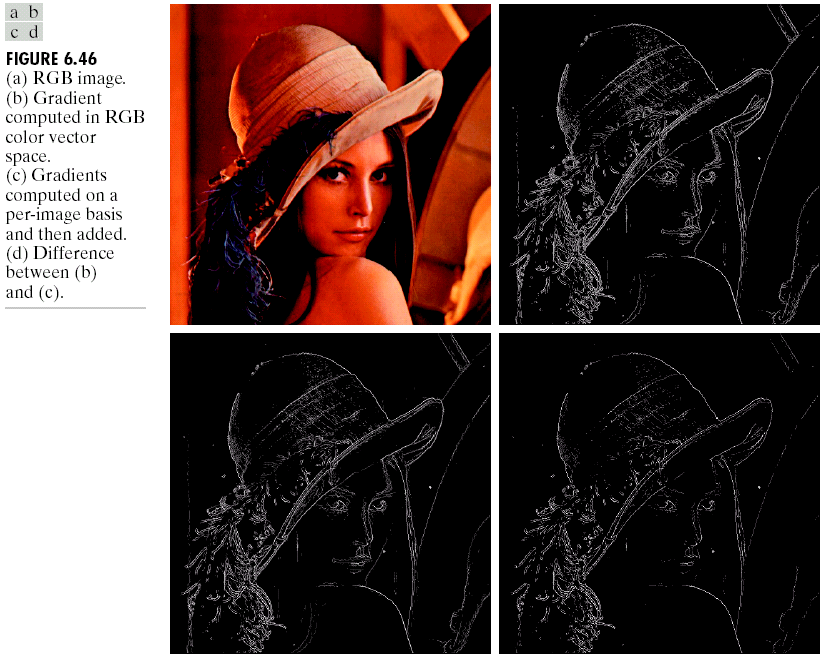 a b
c d
FIGURE 6.46
(a) RGB image.
(b) Gradient
computed in RGB
color vector
space.
(c) Gradients
computed on a
per-image basis
and then added.
(d) Difference
between (b)
and (c).